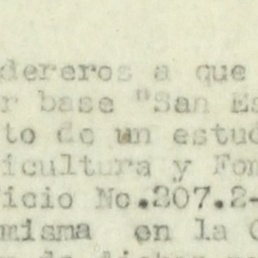 dereros a que
r base "San Es
to de un estud
icultura y Fom
icio No.207.2-
misma en la C